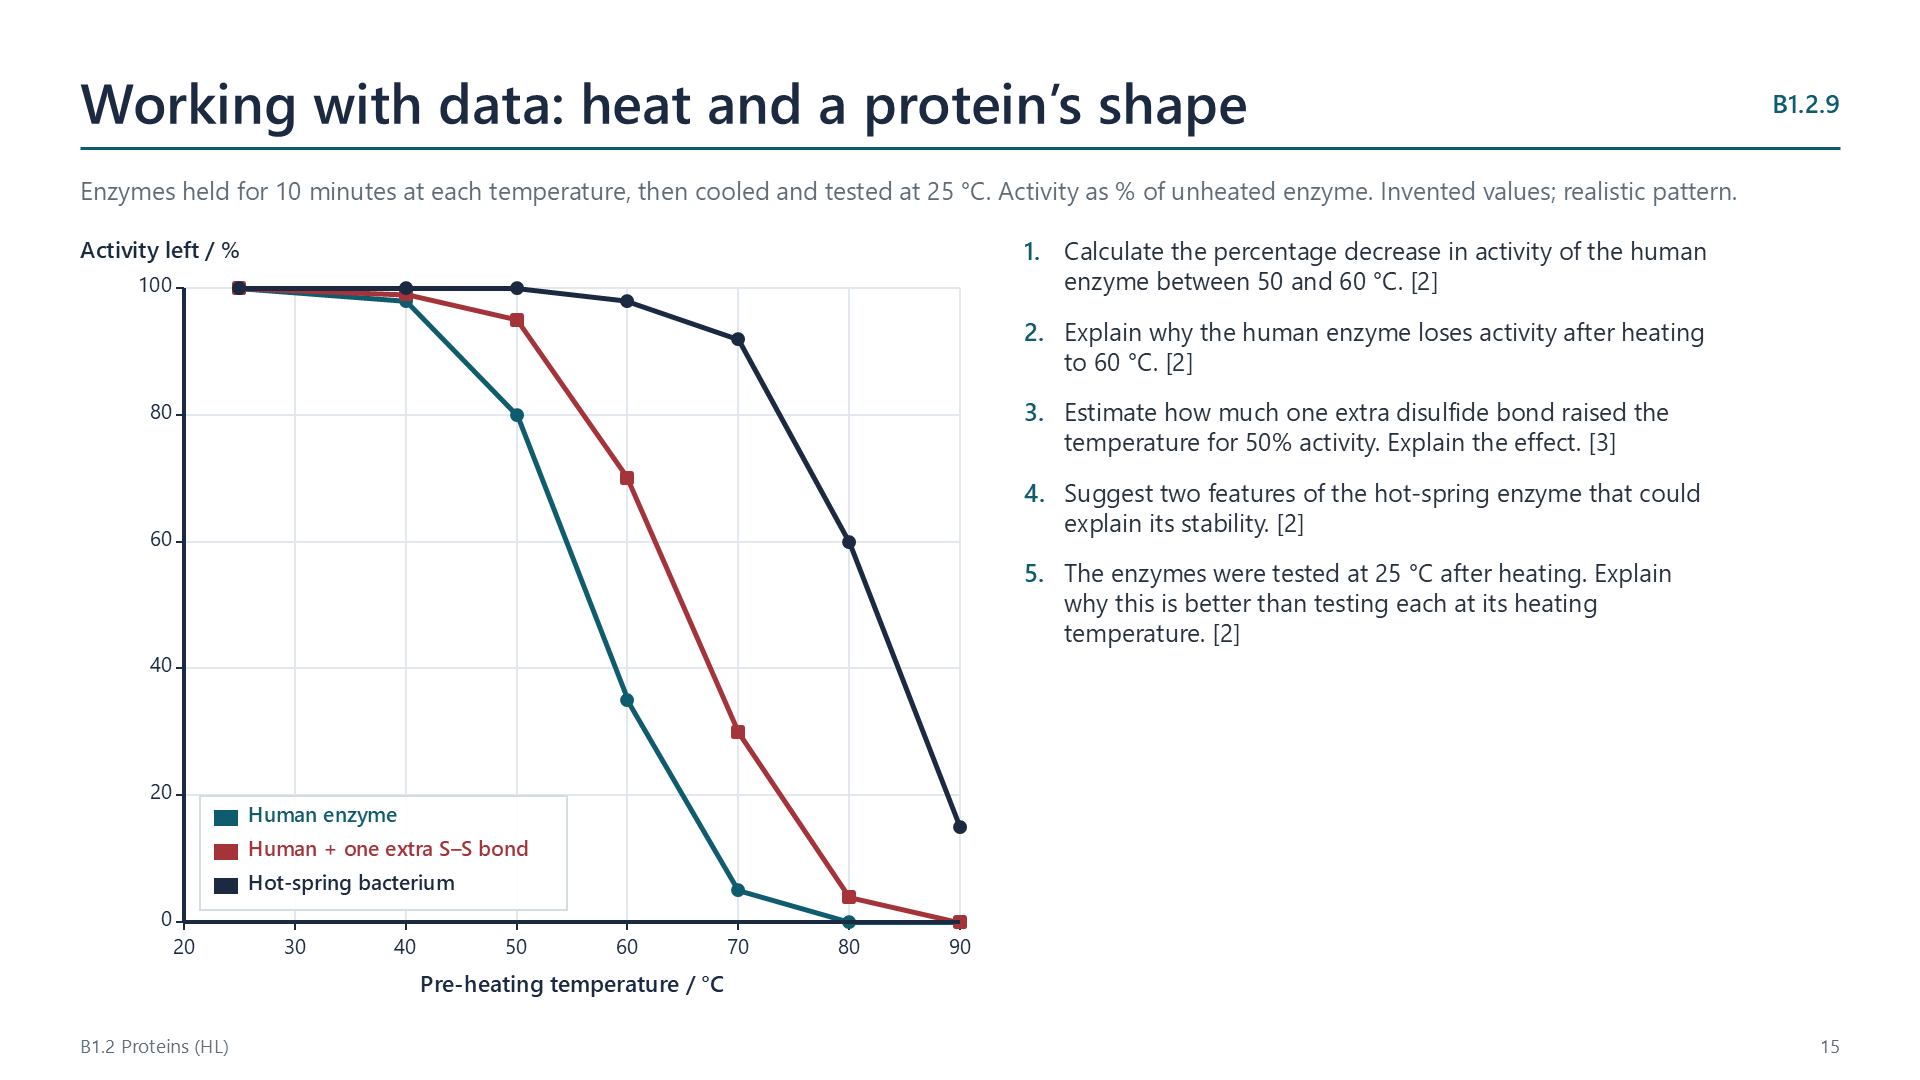 Working with data: heat and a protein’s shape
B1.2.9
Enzymes held for 10 minutes at each temperature, then cooled and tested at 25 °C. Activity as % of unheated enzyme. Invented values; realistic pattern.
Activity left / %
100
80
60
40
20
0
Human enzyme
Human + one extra S–S bond
Hot-spring bacterium
20 30 40 50 60 70 80 90
Pre-heating temperature / °C
1. Calculate the percentage decrease in activity of the human
enzyme between 50 and 60 °C. [2]
2. Explain why the human enzyme loses activity after heating
to 60 °C. [2]
3. Estimate how much one extra disulfide bond raised the
temperature for 50% activity. Explain the effect. [3]
4. Suggest two features of the hot-spring enzyme that could
explain its stability. [2]
5. The enzymes were tested at 25 °C after heating. Explain
why this is better than testing each at its heating
temperature. [2]
B1.2 Proteins (HL)
15